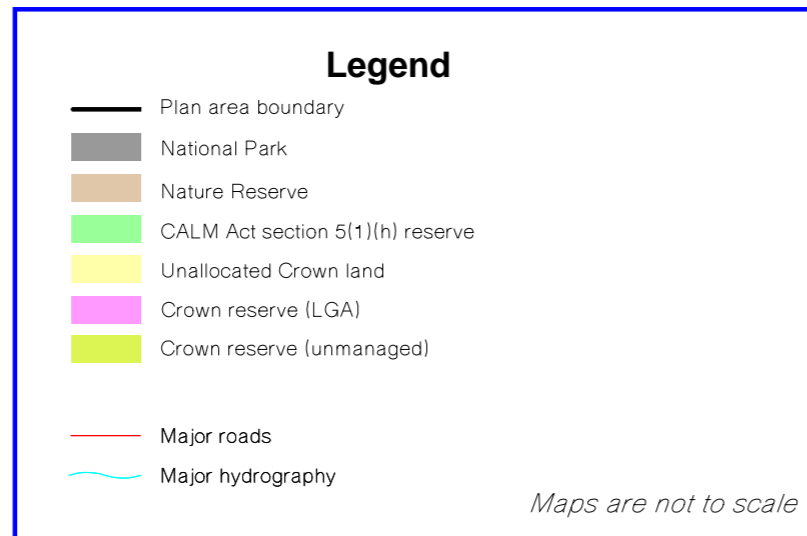 Legend
Plan area boundary
National Park
Nature Reserve
CALM Act section 5(1)(h) reserve
Unallocated Crown land
Crown reserve (LGA)
Crown reserve (unmanaged)
Major roads
Major hydrography
Maps are not to scale